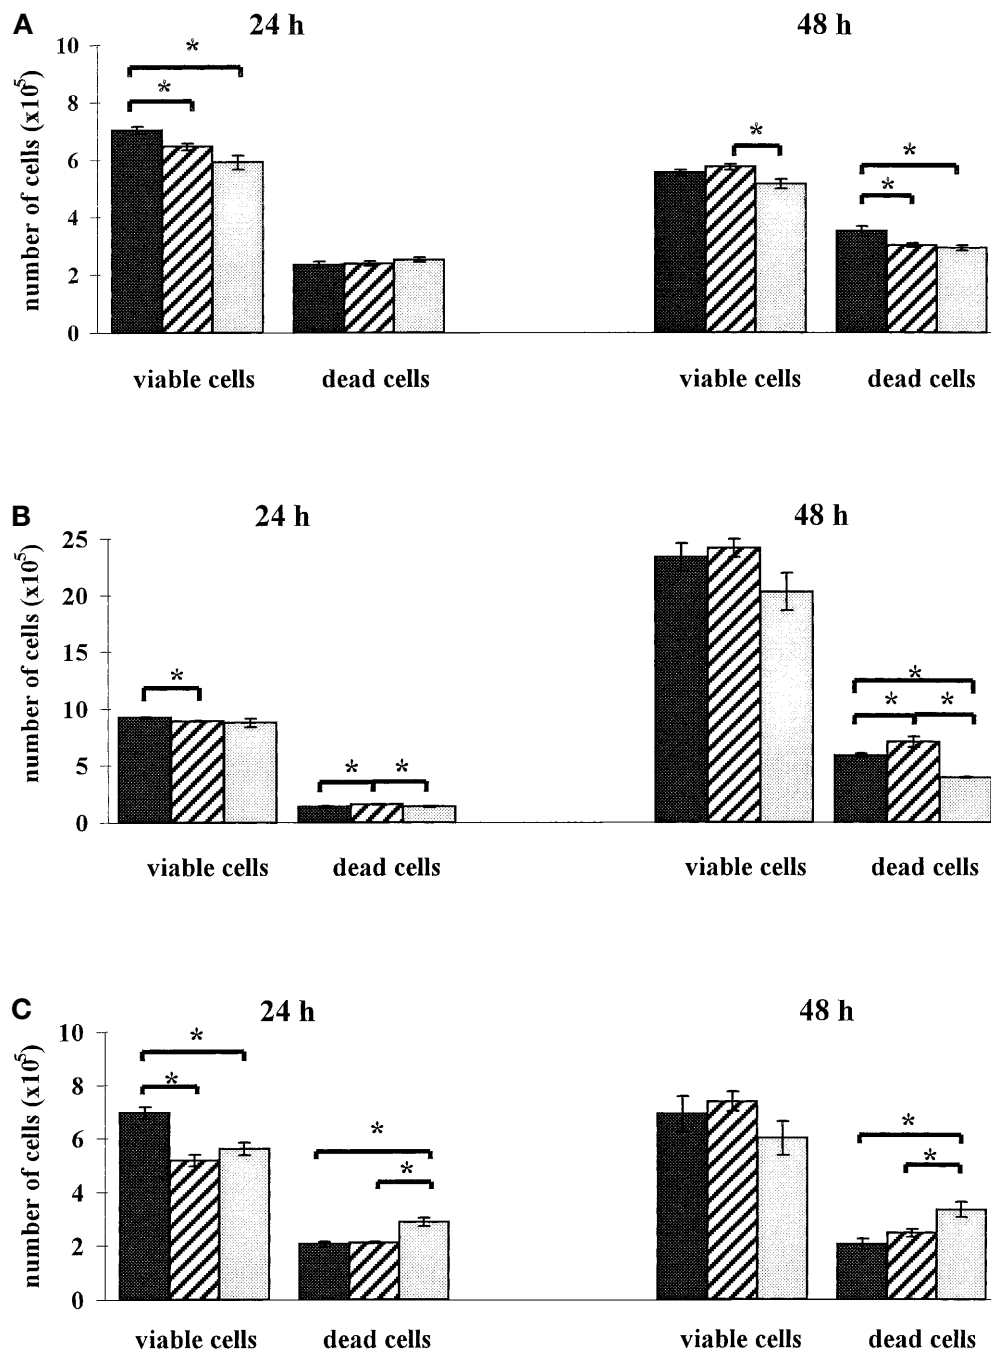 A 24 h 48 h
number of cells (x10⁵)
10
8
6
4
2
0
* * * * *
viable cells dead cells viable cells dead cells
B 24 h 48 h
number of cells (x10⁵)
25
20
15
10
5
0
* * * * * *
viable cells dead cells viable cells dead cells
C 24 h 48 h
number of cells (x10⁵)
10
8
6
4
2
0
* * * * * *
viable cells dead cells viable cells dead cells